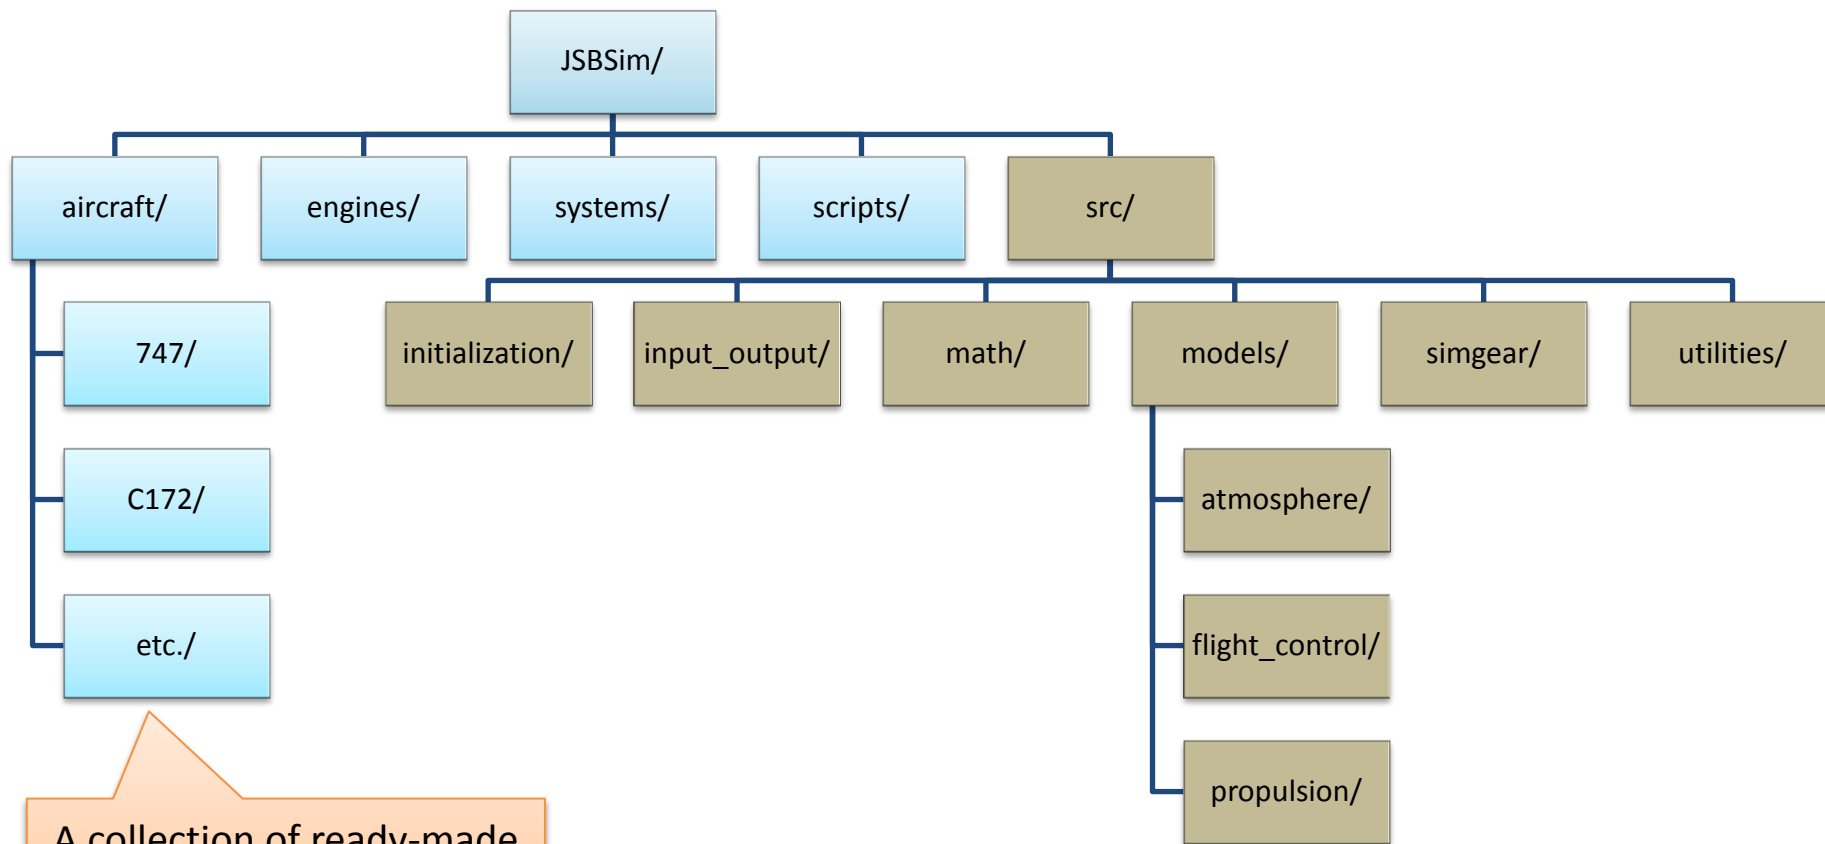 JSBSim/
aircraft/
engines/
systems/
scripts/
src/
747/
initialization/
input_output/
math/
models/
simgear/
utilities/
C172/
atmosphere/
etc./
flight_control/
propulsion/
A collection of ready-made